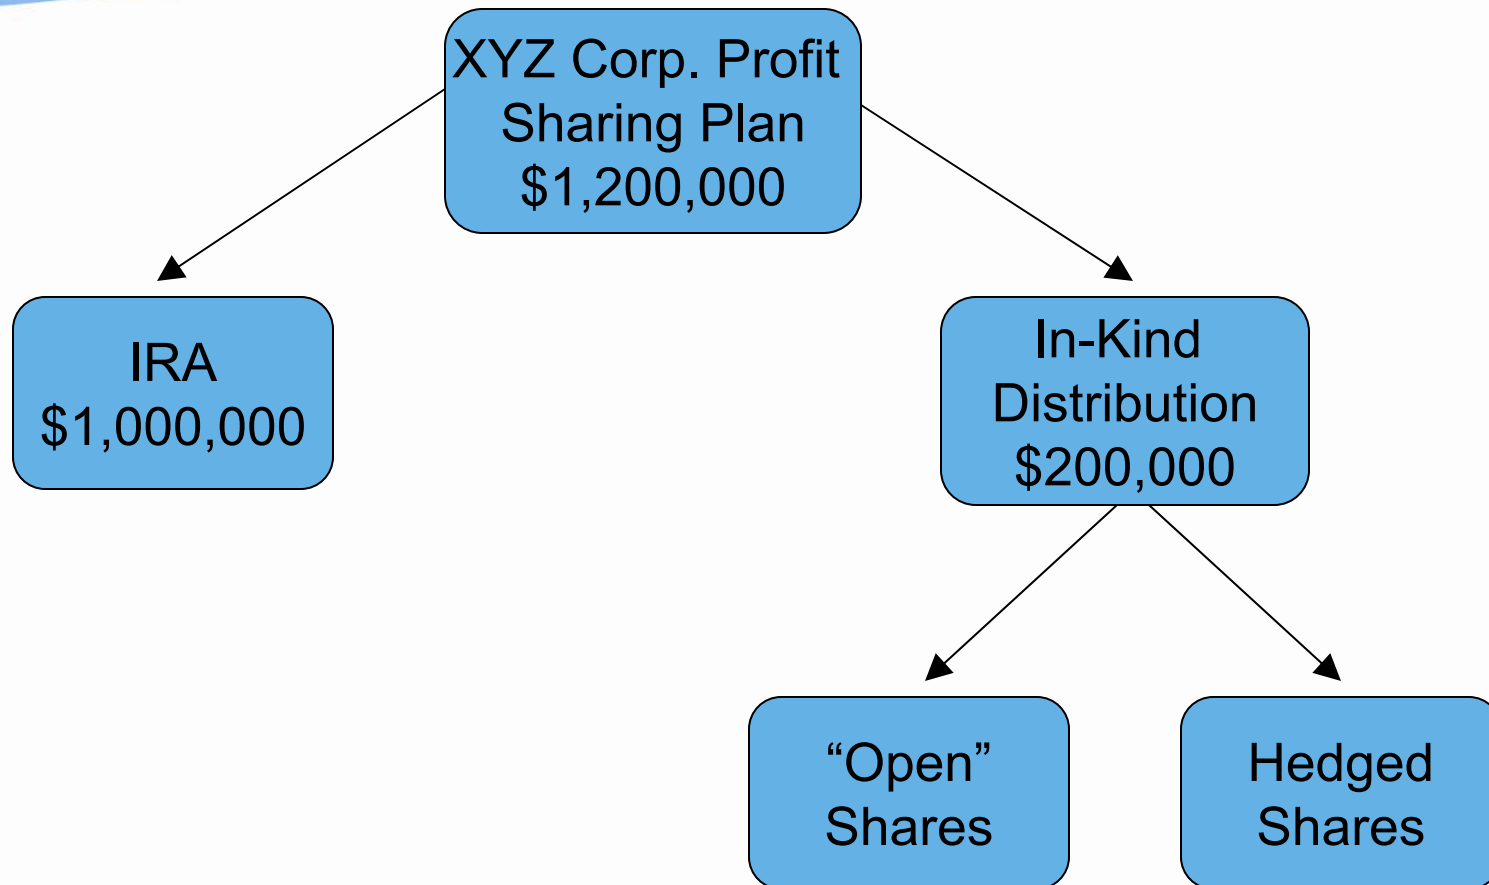 XYZ Corp. Profit
Sharing Plan
$1,200,000
IRA
$1,000,000
In-Kind
Distribution
$200,000
“Open”
Shares
Hedged
Shares